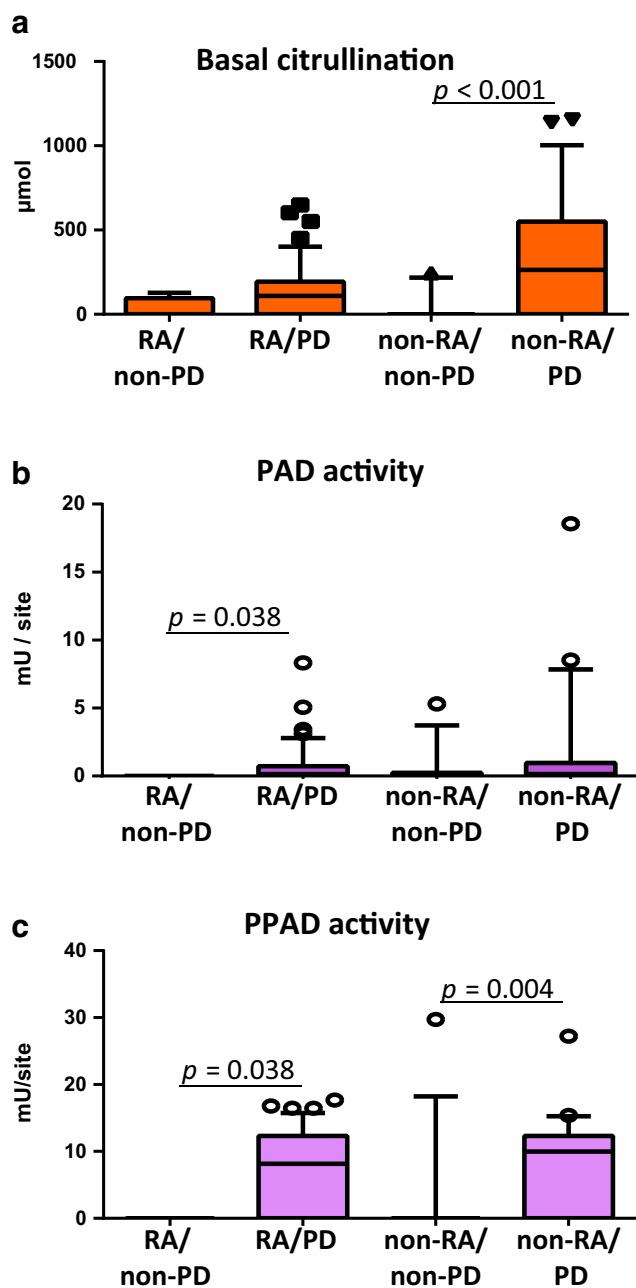 a
Basal citrullination
1500
p < 0.001
1000
µmol
500
0
RA/ RA/PD non-RA/ non-RA/
non-PD non-PD PD
b
PAD activity
20
15
p = 0.038
mU / site
10
5
0
RA/ RA/PD non-RA/ non-RA/
non-PD non-PD PD
c
PPAD activity
40
p = 0.004
30
p = 0.038
mU/site
20
10
0
RA/ RA/PD non-RA/ non-RA/
non-PD non-PD PD